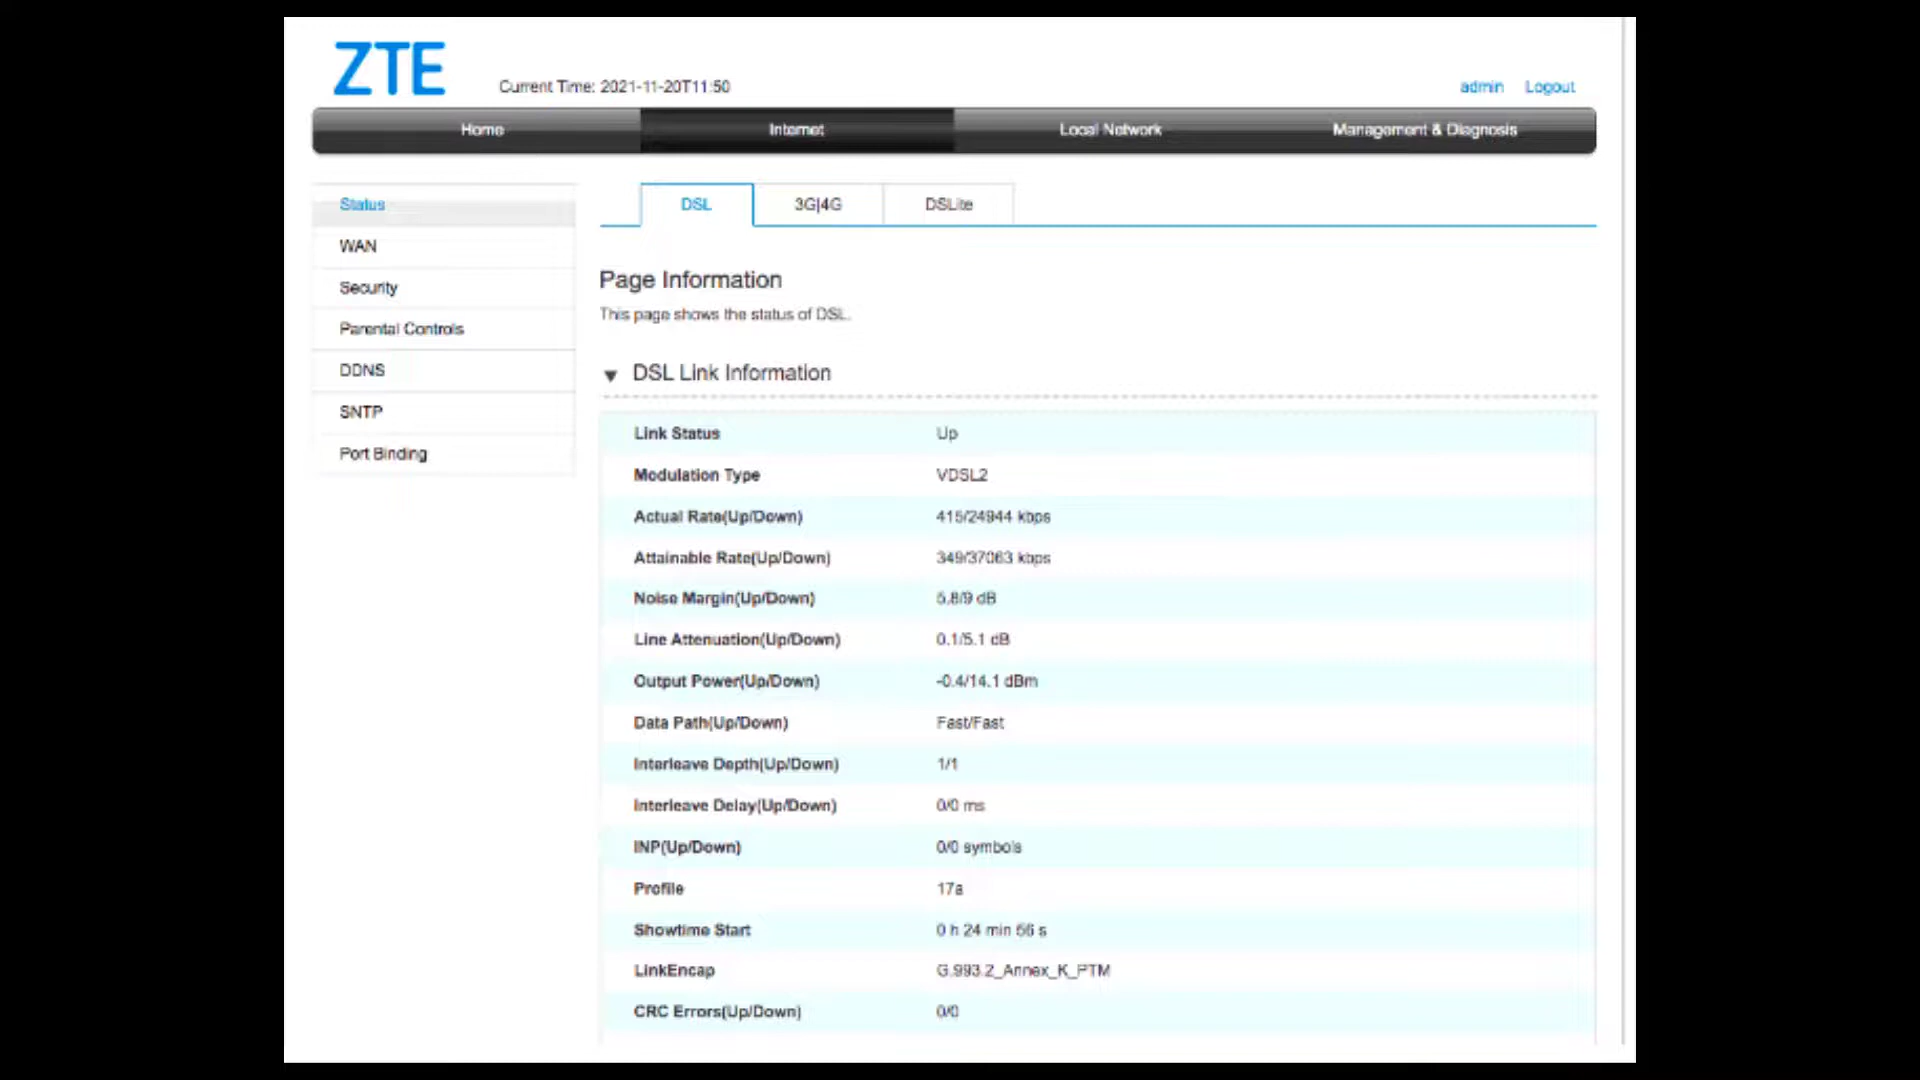 ZTE
Current Time: 2021-11-20T11:50
admin Logout
Home Internet Local Network Management & Diagnosis
Status
WAN
Security
Parental Controls
DDNS
SNTP
Port Binding
DSL 3G|4G DSLite
Page Information
This page shows the status of DSL.
▼ DSL Link Information
Link Status Up
Modulation Type VDSL2
Actual Rate(Up/Down) 415/24944 kbps
Attainable Rate(Up/Down) 349/37063 kbps
Noise Margin(Up/Down) 5.8/9 dB
Line Attenuation(Up/Down) 0.1/5.1 dB
Output Power(Up/Down) -0.4/14.1 dBm
Data Path(Up/Down) Fast/Fast
Interleave Depth(Up/Down) 1/1
Interleave Delay(Up/Down) 0/0 ms
INP(Up/Down) 0/0 symbols
Profile 17a
Showtime Start 0 h 24 min 56 s
LinkEncap G.993.2_Annex_K_PTM
CRC Errors(Up/Down) 0/0